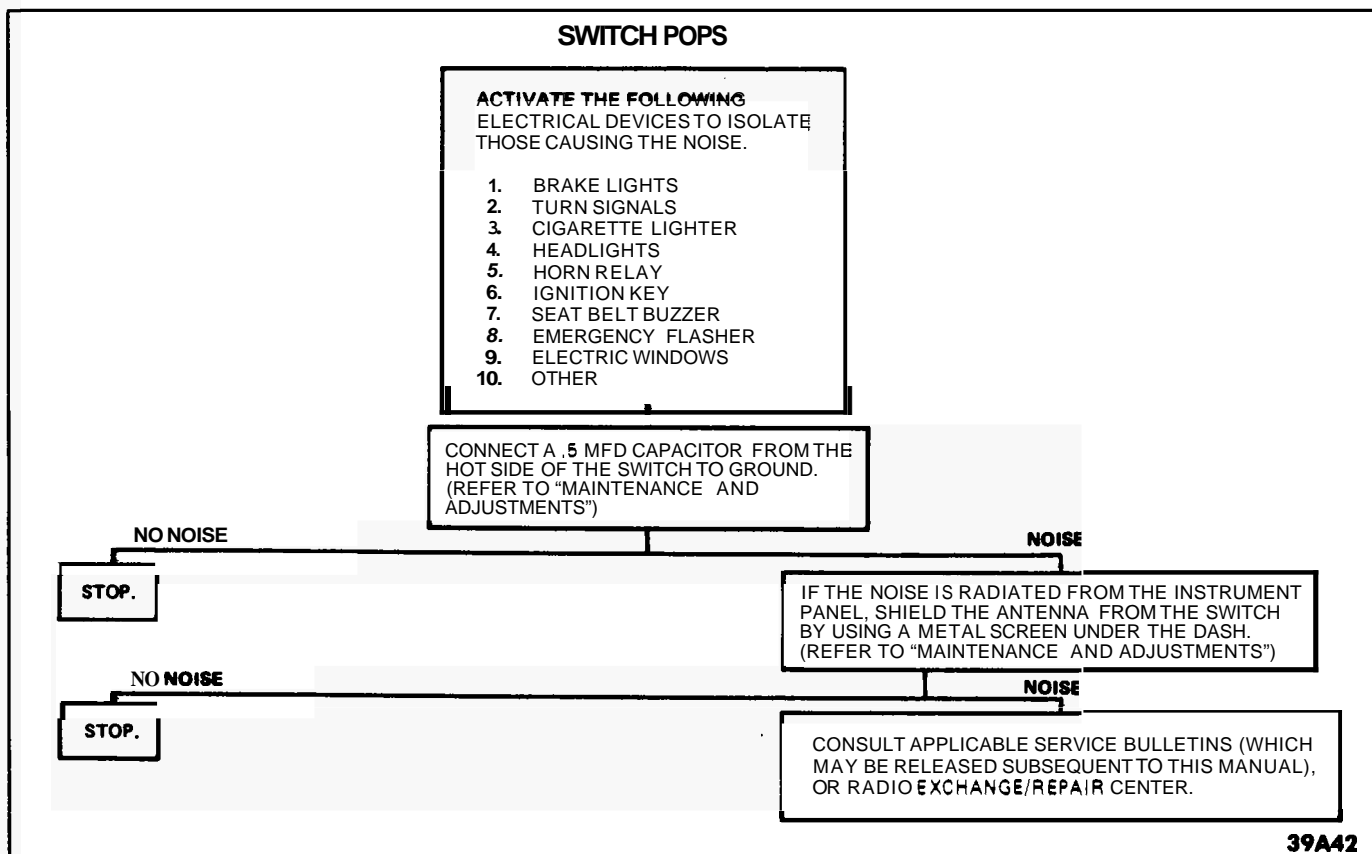 SWITCH POPS
ACTIVATE THE FOLLOWING
ELECTRICAL DEVICES TO ISOLATE
THOSE CAUSING THE NOISE.
1. BRAKE LIGHTS
2. TURN SIGNALS
3. CIGARETTE LIGHTER
4. HEADLIGHTS
5. HORN RELAY
6. IGNITION KEY
7. SEAT BELT BUZZER
8. EMERGENCY FLASHER
9. ELECTRIC WINDOWS
10. OTHER
CONNECT A .5 MFD CAPACITOR FROM THE
HOT SIDE OF THE SWITCH TO GROUND.
(REFER TO “MAINTENANCE AND
ADJUSTMENTS”)
NO NOISE
NOISE
STOP.
IF THE NOISE IS RADIATED FROM THE INSTRUMENT
PANEL, SHIELD THE ANTENNA FROM THE SWITCH
BY USING A METAL SCREEN UNDER THE DASH.
(REFER TO “MAINTENANCE AND ADJUSTMENTS”)
NO NOISE
NOISE
STOP.
CONSULT APPLICABLE SERVICE BULLETINS (WHICH
MAY BE RELEASED SUBSEQUENT TO THIS MANUAL),
OR RADIO EXCHANGE/REPAIR CENTER.
39A42